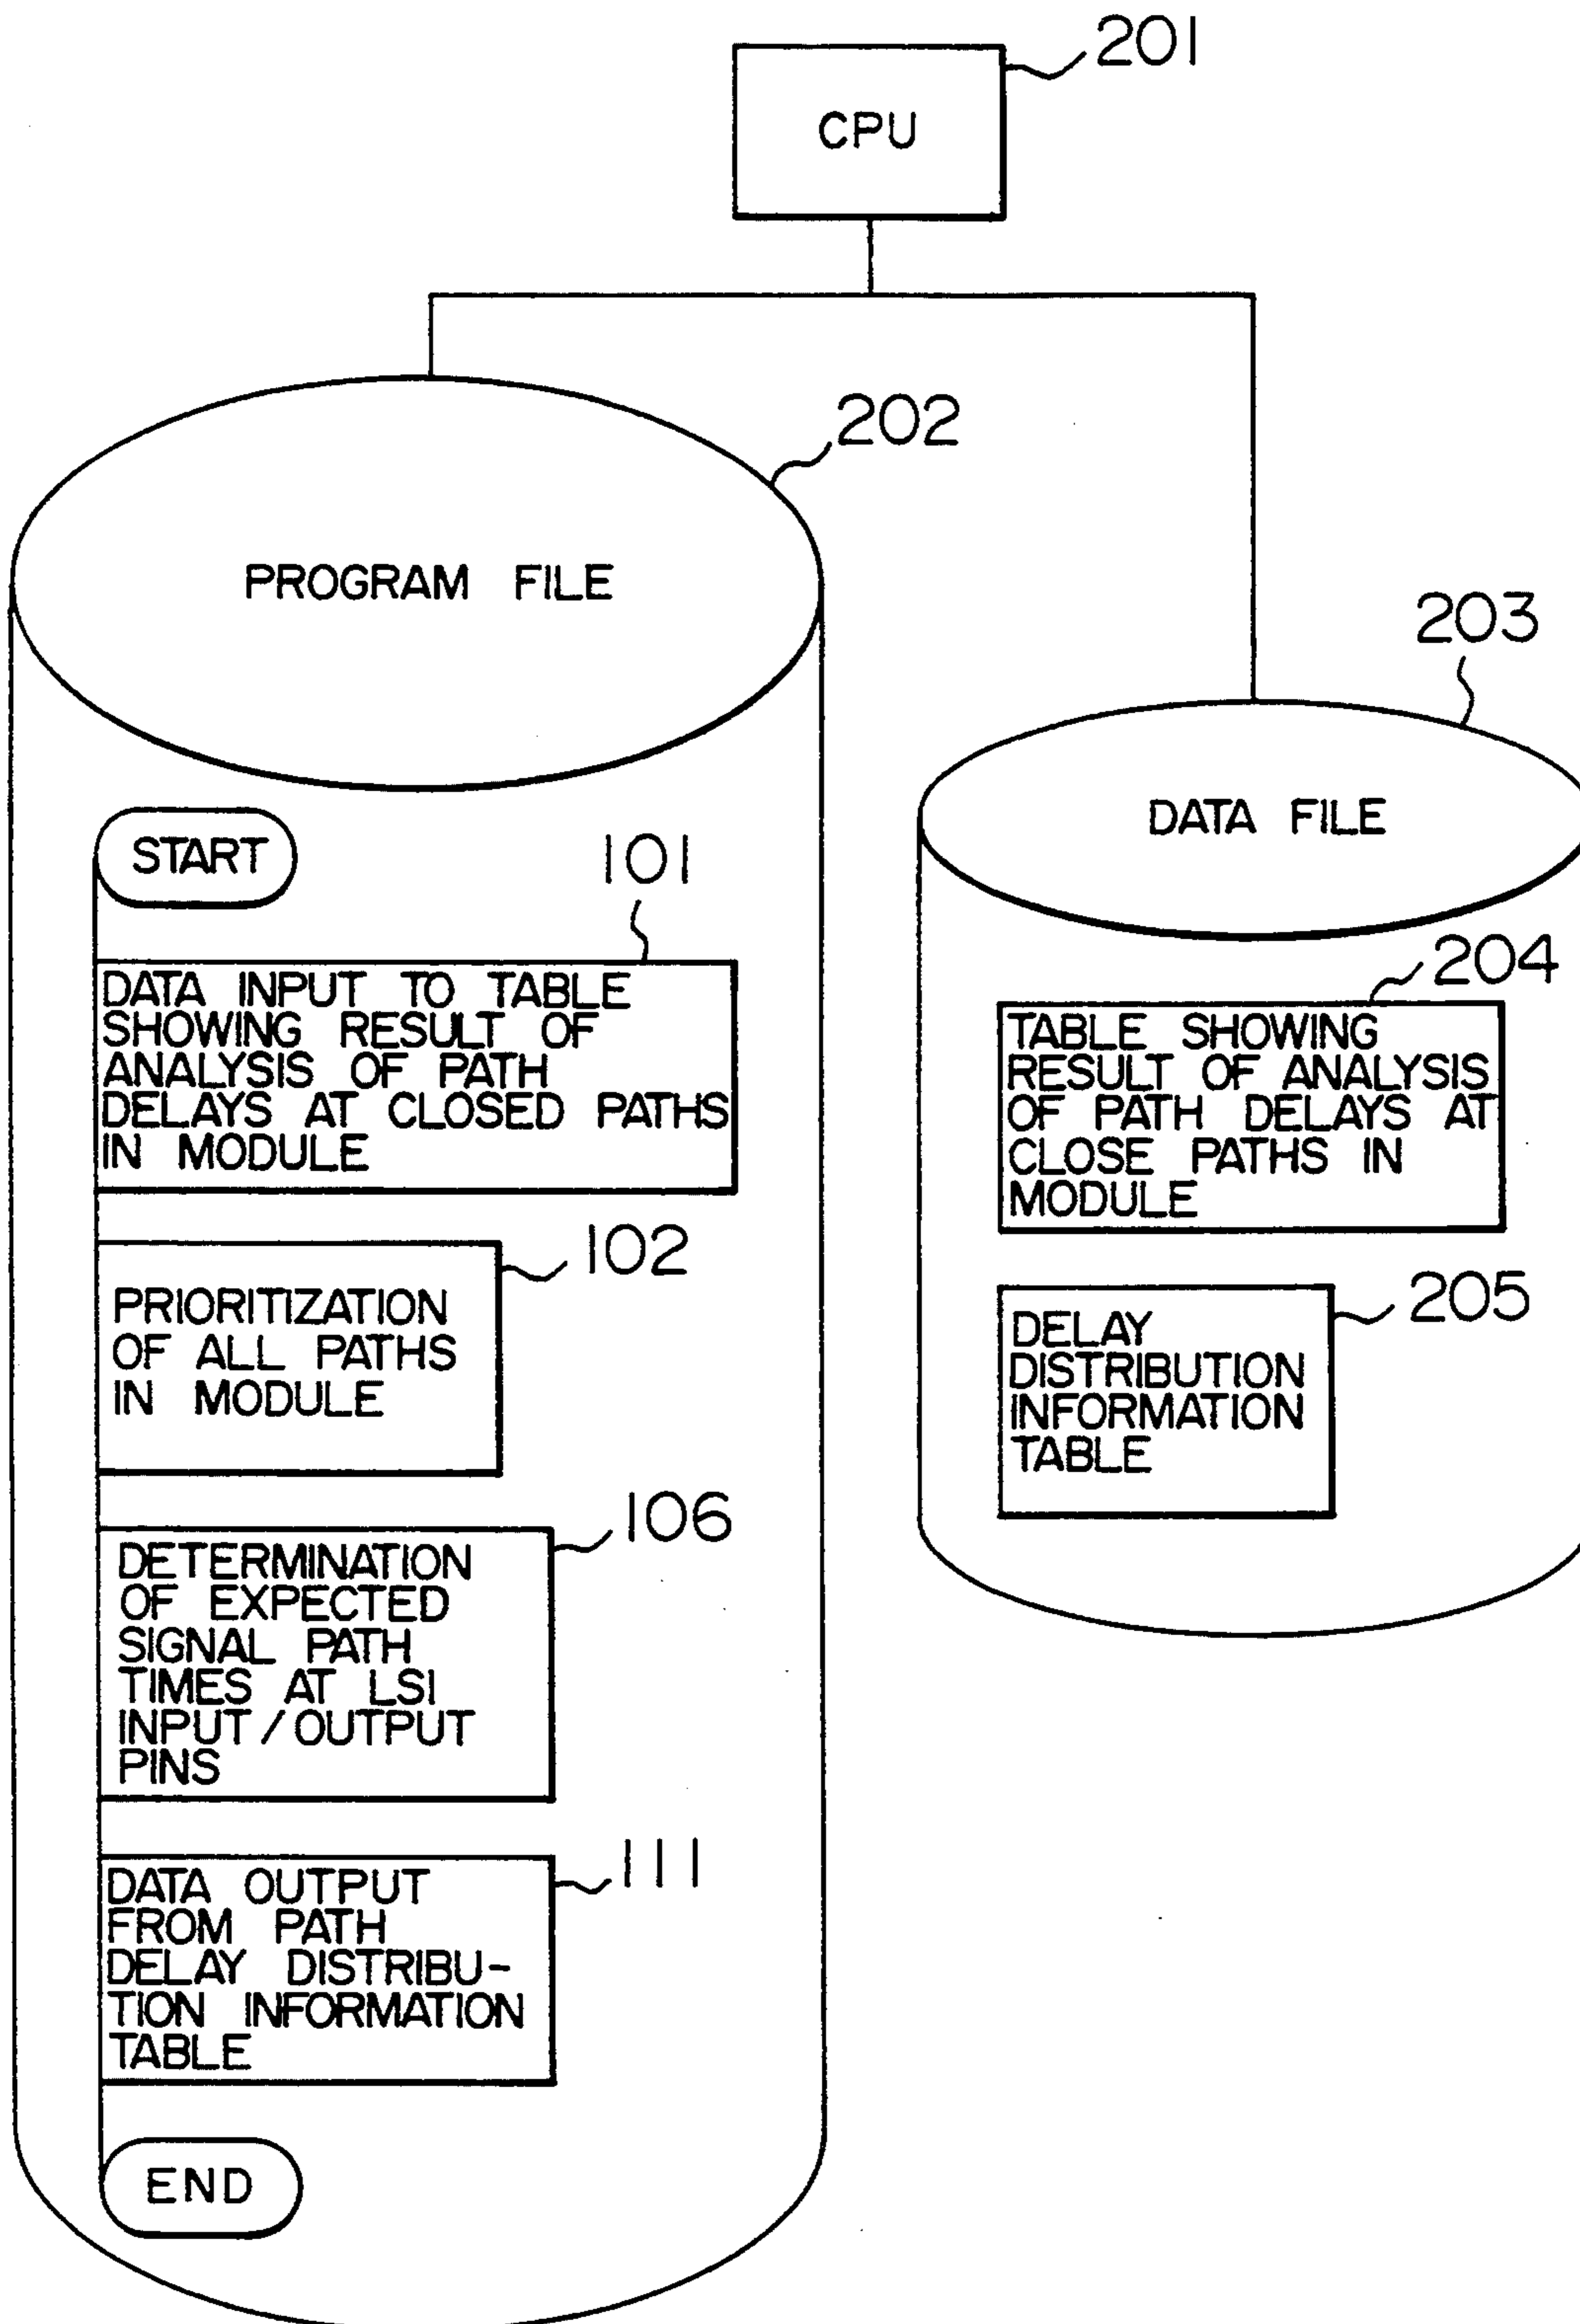 201
CPU
202
PROGRAM FILE
203
DATA FILE
START
101
DATA INPUT TO TABLE
SHOWING RESULT OF
ANALYSIS OF PATH
DELAYS AT CLOSED PATHS
IN MODULE
102
PRIORITIZATION
OF ALL PATHS
IN MODULE
106
DETERMINATION
OF EXPECTED
SIGNAL PATH
TIMES AT LSI
INPUT/OUTPUT
PINS
111
DATA OUTPUT
FROM PATH
DELAY DISTRIBU-
TION INFORMATION
TABLE
END
204
TABLE SHOWING
RESULT OF ANALYSIS
OF PATH DELAYS AT
CLOSE PATHS IN
MODULE
205
DELAY
DISTRIBUTION
INFORMATION
TABLE